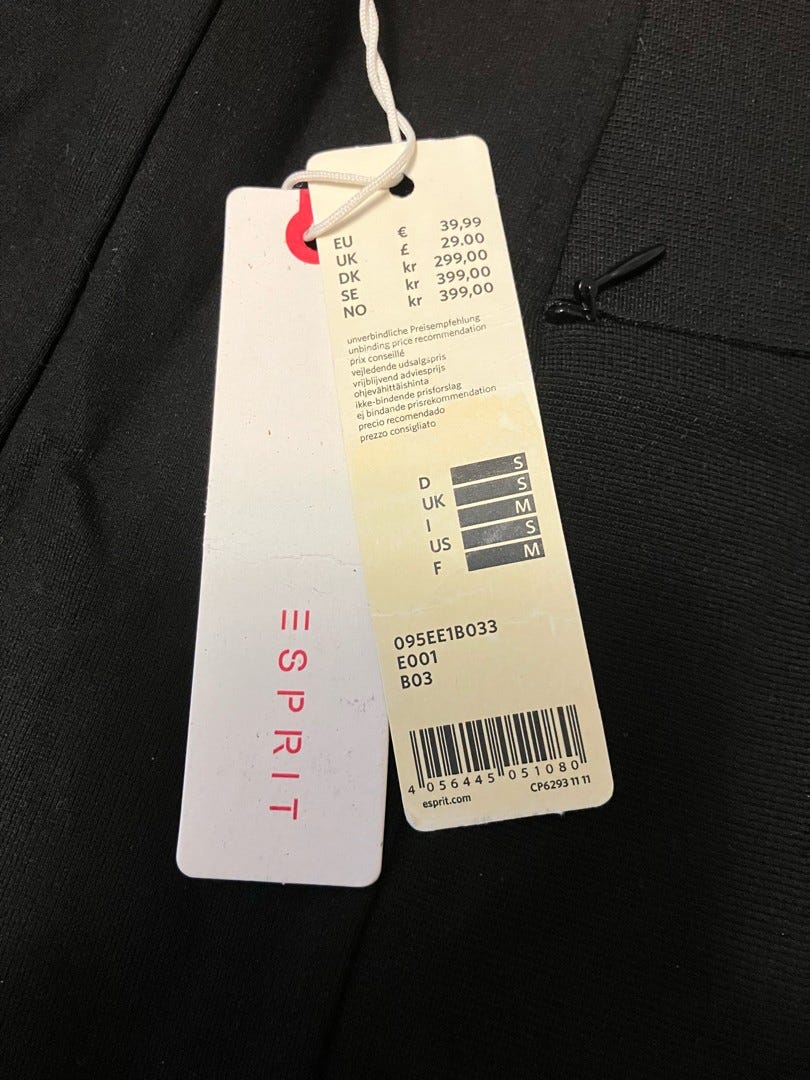 EU € 39,99
UK £ 29.00
DK kr 299,00
SE kr 399,00
NO kr 399,00
unverbindliche Preisempfehlung
unbinding price recommendation
prix conseillé
vejledende udsalgspris
vrijblijvend adviesprijs
ohjevähittäishinta
ikke-bindende prisforslag
ej bindande prisrekommendation
precio recomendado
prezzo consigliato
D S
UK S
I M
US S
F M
095EE1B033
E001
B03
4 056445 051080
esprit.com CP6293 11 11
ESPRIT